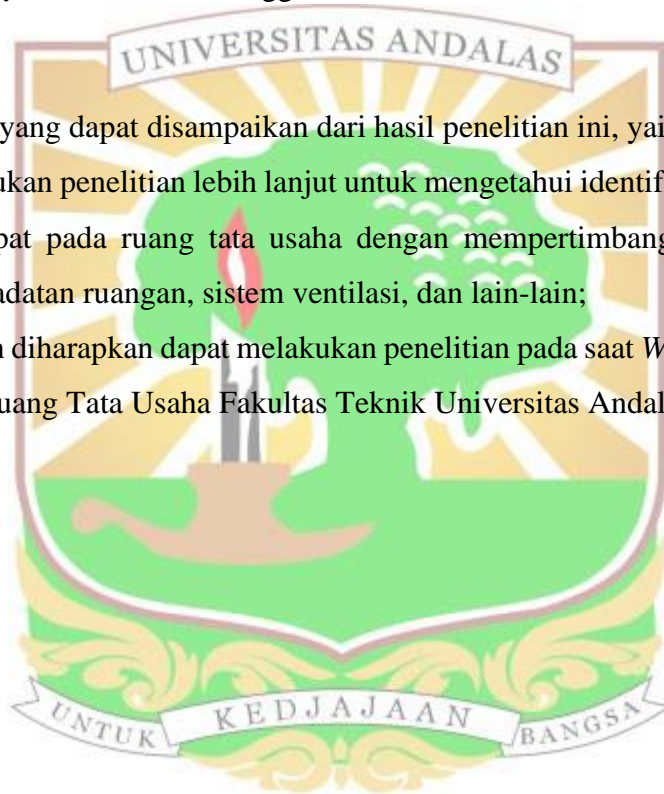 UNIVERSITAS ANDALAS
yang dapat disampaikan dari hasil penelitian ini, yai
ukan penelitian lebih lanjut untuk mengetahui identif
pat pada ruang tata usaha dengan mempertimbang
adatan ruangan, sistem ventilasi, dan lain-lain;
n diharapkan dapat melakukan penelitian pada saat W
uang Tata Usaha Fakultas Teknik Universitas Andal
UNTUK KEDJAJAAN BANGSA